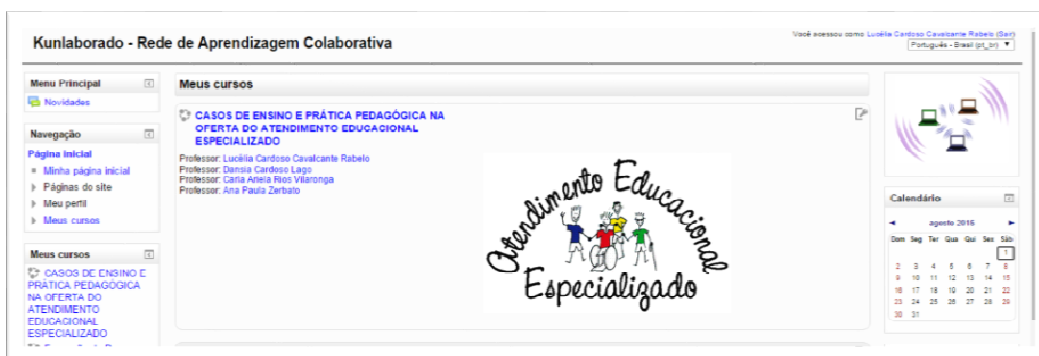 Kunlaborado - Rede de Aprendizagem Colaborativa
Você acessou como Lucélia Cardoso Cavalcante Rabelo (Sair)
Português - Brasil (pt_br)
Menu Principal
Novidades
Navegação
Página inicial
Minha página inicial
Páginas do site
Meu perfil
Meus cursos
Meus cursos
CASOS DE ENSINO E
PRÁTICA PEDAGÓGICA
NA OFERTA DO
ATENDIMENTO
EDUCACIONAL
ESPECIALIZADO
Meus cursos
CASOS DE ENSINO E PRÁTICA PEDAGÓGICA NA
OFERTA DO ATENDIMENTO EDUCACIONAL
ESPECIALIZADO
Professor: Lucélia Cardoso Cavalcante Rabelo
Professor: Dansia Cardoso Lago
Professor: Carla Ariela Rios Vilaronga
Professor: Ana Paula Zerbato
Atendimento Educacional
Especializado
Calendário
agosto 2015
Dom Seg Ter Qua Qui Sex Sáb
1
2 3 4 5 6 7 8
9 10 11 12 13 14 15
16 17 18 19 20 21 22
23 24 25 26 27 28 29
30 31